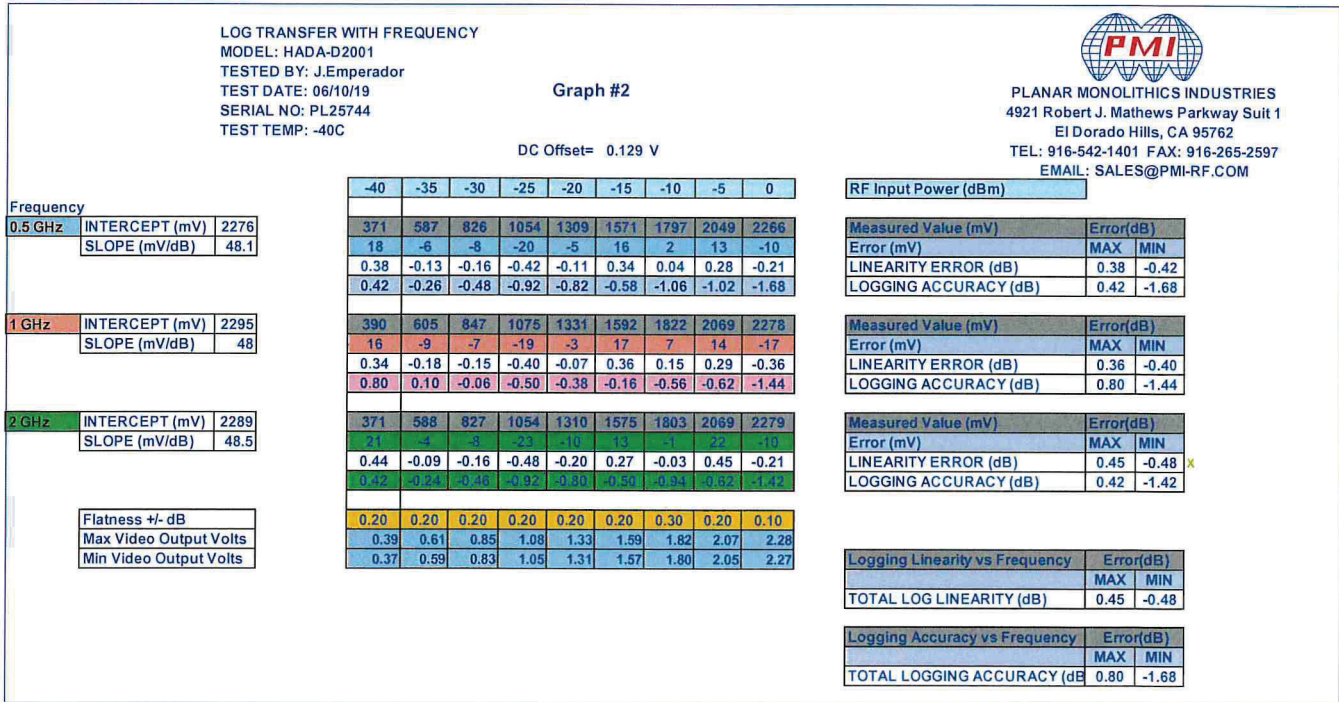 LOG TRANSFER WITH FREQUENCY
MODEL: HADA-D2001
TESTED BY: J.Emperador
TEST DATE: 06/10/19
SERIAL NO: PL25744
TEST TEMP: -40C
Graph #2
DC Offset= 0.129 V
PMI
PLANAR MONOLITHICS INDUSTRIES
4921 Robert J. Mathews Parkway Suit 1
El Dorado Hills, CA 95762
TEL: 916-542-1401 FAX: 916-265-2597
EMAIL: SALES@PMI-RF.COM
-40 -35 -30 -25 -20 -15 -10 -5 0 RF Input Power (dBm)
Frequency
0.5 GHz INTERCEPT (mV) 2276 371 587 826 1054 1309 1571 1797 2049 2266 Measured Value (mV) Error(dB)
SLOPE (mV/dB) 48.1 18 -6 -8 -20 -5 16 2 13 -10 Error (mV) MAX MIN
0.38 -0.13 -0.16 -0.42 -0.11 0.34 0.04 0.28 -0.21 LINEARITY ERROR (dB) 0.38 -0.42
0.42 -0.26 -0.48 -0.92 -0.82 -0.58 -1.06 -1.02 -1.68 LOGGING ACCURACY (dB) 0.42 -1.68
1 GHz INTERCEPT (mV) 2295 390 605 847 1075 1331 1592 1822 2069 2278 Measured Value (mV) Error(dB)
SLOPE (mV/dB) 48 16 -9 -7 -19 -3 17 7 14 -17 Error (mV) MAX MIN
0.34 -0.18 -0.15 -0.40 -0.07 0.36 0.15 0.29 -0.36 LINEARITY ERROR (dB) 0.36 -0.40
0.80 0.10 -0.06 -0.50 -0.38 -0.16 -0.56 -0.62 -1.44 LOGGING ACCURACY (dB) 0.80 -1.44
2 GHz INTERCEPT (mV) 2289 371 588 827 1054 1310 1575 1803 2069 2279 Measured Value (mV) Error(dB)
SLOPE (mV/dB) 48.5 21 -4 -8 -23 -10 13 -1 22 -10 Error (mV) MAX MIN
0.44 -0.09 -0.16 -0.48 -0.20 0.27 -0.03 0.45 -0.21 LINEARITY ERROR (dB) 0.45 -0.48 X
0.42 -0.24 -0.46 -0.92 -0.80 -0.50 -0.94 -0.62 -1.42 LOGGING ACCURACY (dB) 0.42 -1.42
Flatness +/- dB 0.20 0.20 0.20 0.20 0.20 0.20 0.30 0.20 0.10
Max Video Output Volts 0.39 0.61 0.85 1.08 1.33 1.59 1.82 2.07 2.28
Min Video Output Volts 0.37 0.59 0.83 1.05 1.31 1.57 1.80 2.05 2.27
Logging Linearity vs Frequency Error(dB)
MAX MIN
TOTAL LOG LINEARITY (dB) 0.45 -0.48
Logging Accuracy vs Frequency Error(dB)
MAX MIN
TOTAL LOGGING ACCURACY (dB 0.80 -1.68